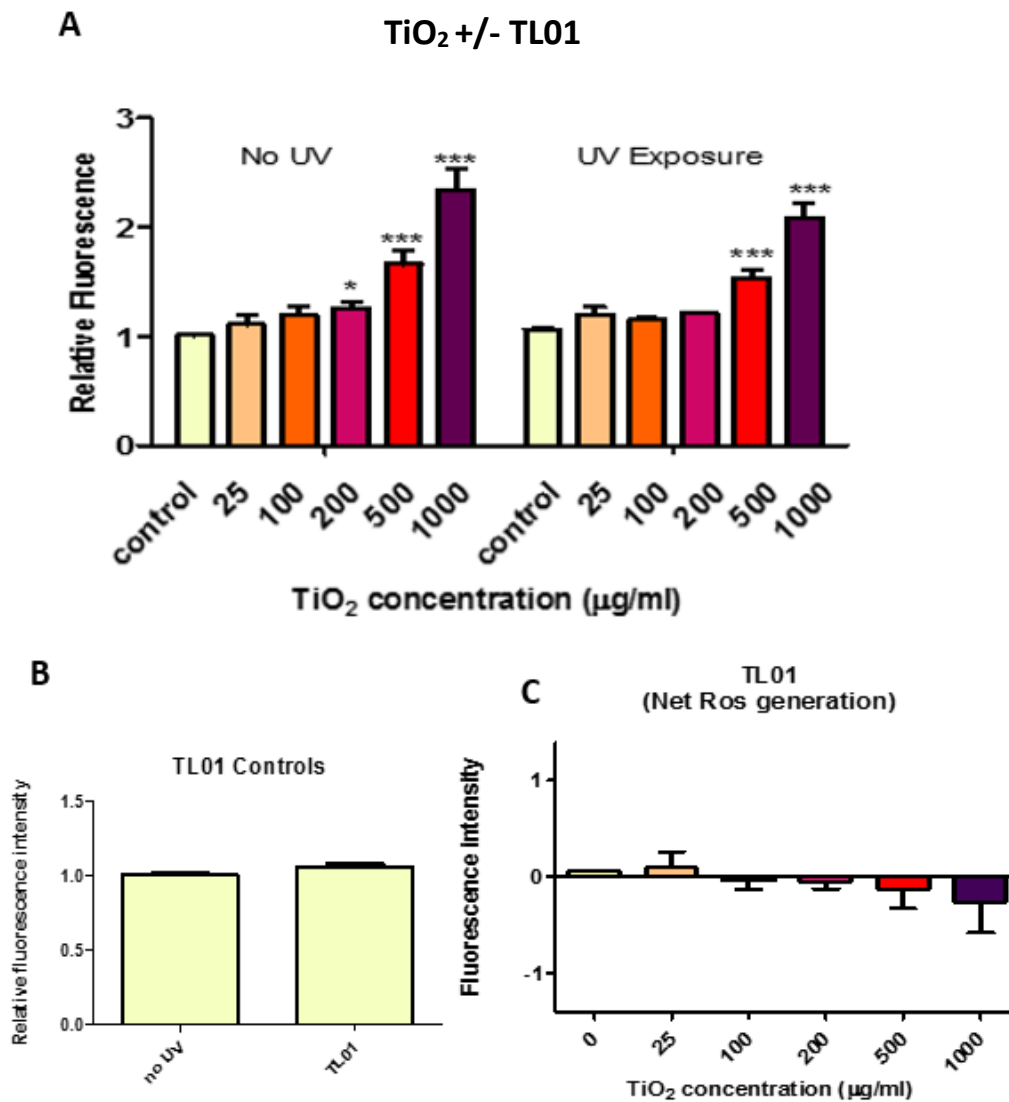 A
TiO₂ +/- TL01
3
2
1
0
Relative Fluorescence
No UV
UV Exposure
*
***
***
***
***
control 25 100 200 500 1000 control 25 100 200 500 1000
TiO₂ concentration (µg/ml)
B
TL01 Controls
1.5
1.0
0.5
0.0
Relative fluorescence intensity
no UV TL01
C
TL01
(Net Ros generation)
1
0
-1
Fluorescence Intensity
0 25 100 200 500 1000
TiO₂ concentration (µg/ml)